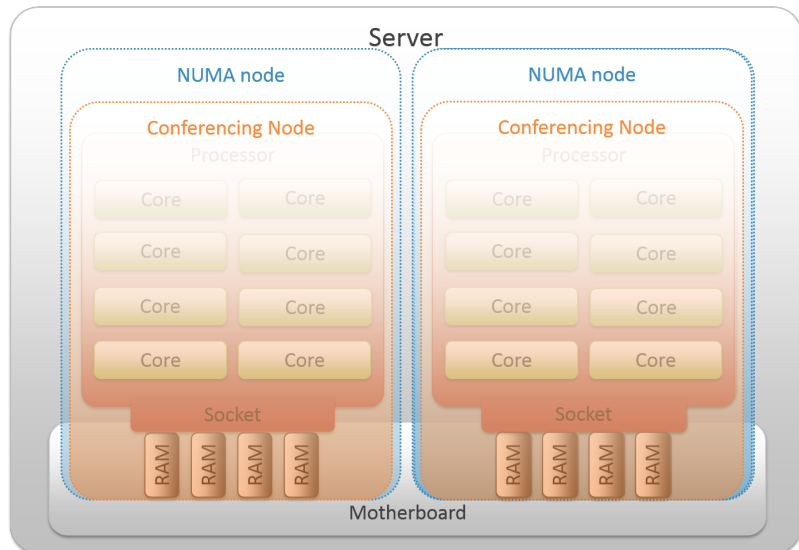 Server
NUMA node
NUMA node
Conferencing Node
Conferencing Node
Processor
Processor
Core Core
Core Core
Core Core
Core Core
Core Core
Core Core
Core Core
Core Core
Socket
Socket
RAM RAM RAM RAM
RAM RAM RAM RAM
Motherboard